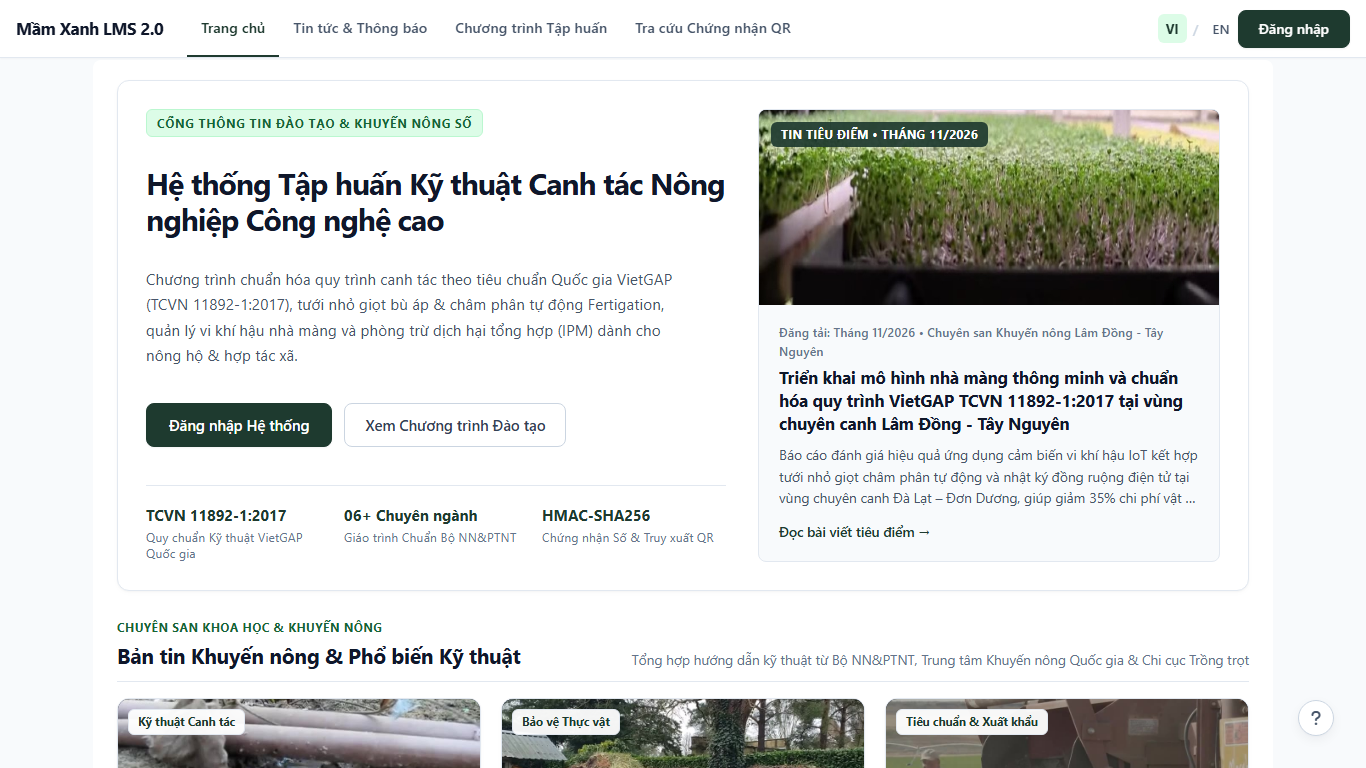 Mầm Xanh LMS 2.0
Trang chủ
Tin tức & Thông báo
Chương trình Tập huấn
Tra cứu Chứng nhận QR
VI / EN
Đăng nhập
CỔNG THÔNG TIN ĐÀO TẠO & KHUYẾN NÔNG SỐ
Hệ thống Tập huấn Kỹ thuật Canh tác Nông
nghiệp Công nghệ cao
Chương trình chuẩn hóa quy trình canh tác theo tiêu chuẩn Quốc gia VietGAP
(TCVN 11892-1:2017), tưới nhỏ giọt bù áp & châm phân tự động Fertigation,
quản lý vi khí hậu nhà màng và phòng trừ dịch hại tổng hợp (IPM) dành cho
nông hộ & hợp tác xã.
Đăng nhập Hệ thống
Xem Chương trình Đào tạo
TCVN 11892-1:2017
Quy chuẩn Kỹ thuật VietGAP
Quốc gia
06+ Chuyên ngành
Giáo trình Chuẩn Bộ NN&PTNT
HMAC-SHA256
Chứng nhận Số & Truy xuất QR
TIN TIÊU ĐIỂM • THÁNG 11/2026
Đăng tải: Tháng 11/2026 • Chuyên san Khuyến nông Lâm Đồng - Tây
Nguyên
Triển khai mô hình nhà màng thông minh và chuẩn
hóa quy trình VietGAP TCVN 11892-1:2017 tại vùng
chuyên canh Lâm Đồng - Tây Nguyên
Báo cáo đánh giá hiệu quả ứng dụng cảm biến vi khí hậu IoT kết hợp
tưới nhỏ giọt châm phân tự động và nhật ký đồng ruộng điện tử tại
vùng chuyên canh Đà Lạt – Đơn Dương, giúp giảm 35% chi phí vật ...
Đọc bài viết tiêu điểm →
CHUYÊN SAN KHOA HỌC & KHUYẾN NÔNG
Bản tin Khuyến nông & Phổ biến Kỹ thuật
Tổng hợp hướng dẫn kỹ thuật từ Bộ NN&PTNT, Trung tâm Khuyến nông Quốc gia & Chi cục Trồng trọt
Kỹ thuật Canh tác
Bảo vệ Thực vật
Tiêu chuẩn & Xuất khẩu
?